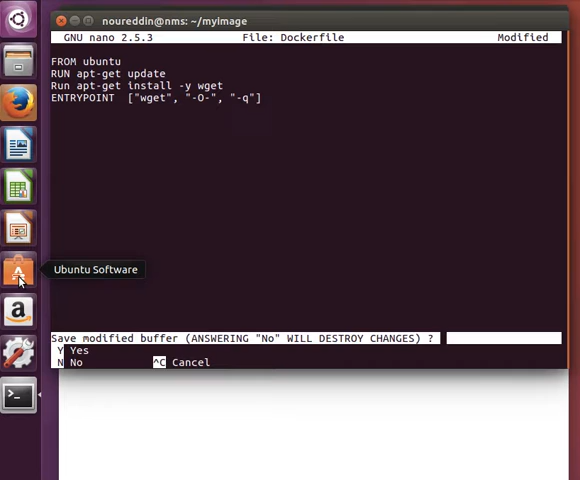 noureddin@nms: ~/myimage
GNU nano 2.5.3 File: Dockerfile Modified
FROM ubuntu
RUN apt-get update
Run apt-get install -y wget
ENTRYPOINT ["wget", "-O-", "-q"]
Ubuntu Software
Save modified buffer (ANSWERING "No" WILL DESTROY CHANGES) ?
Y Yes
N No ^C Cancel